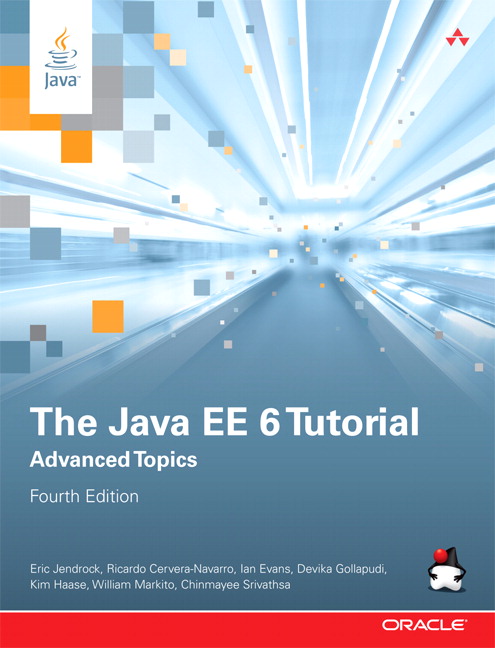 Java™
The Java EE 6 Tutorial
Advanced Topics
Fourth Edition
Eric Jendrock, Ricardo Cervera-Navarro, Ian Evans, Devika Gollapudi,
Kim Haase, William Markito, Chinmayee Srivathsa
ORACLE®